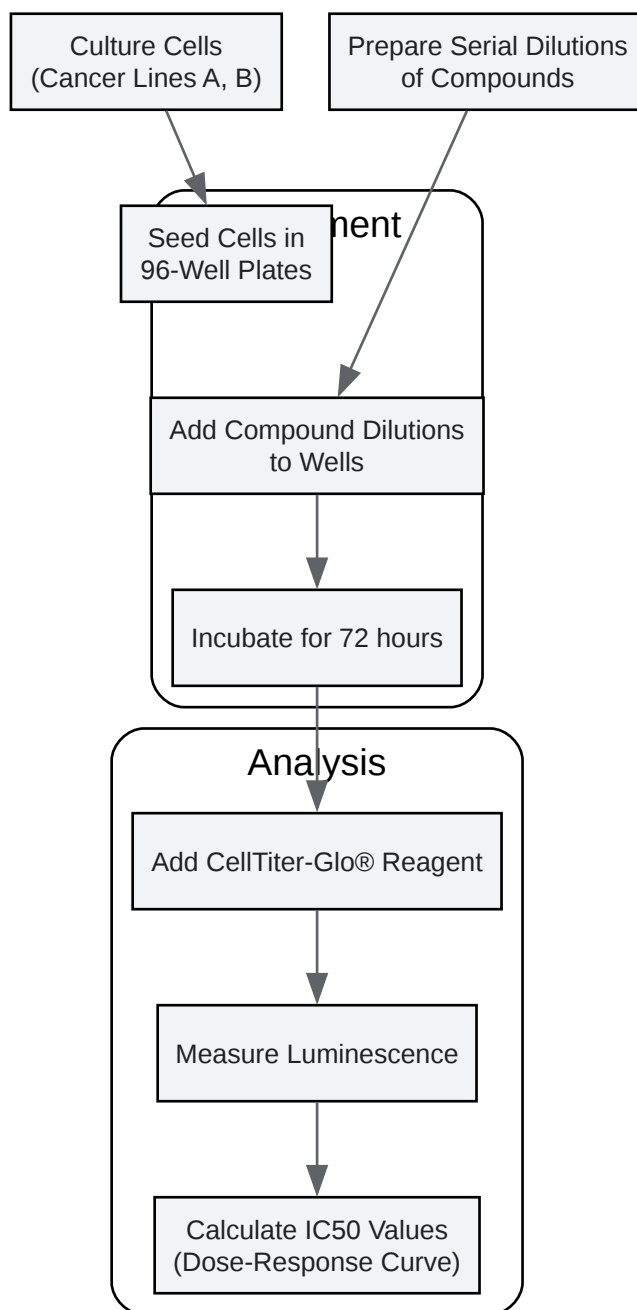 Culture Cells
(Cancer Lines A, B)
Prepare Serial Dilutions
of Compounds
Seed Cells in
96-Well Plates
Add Compound Dilutions
to Wells
Incubate for 72 hours
Analysis
Add CellTiter-Glo® Reagent
Measure Luminescence
Calculate IC50 Values
(Dose-Response Curve)